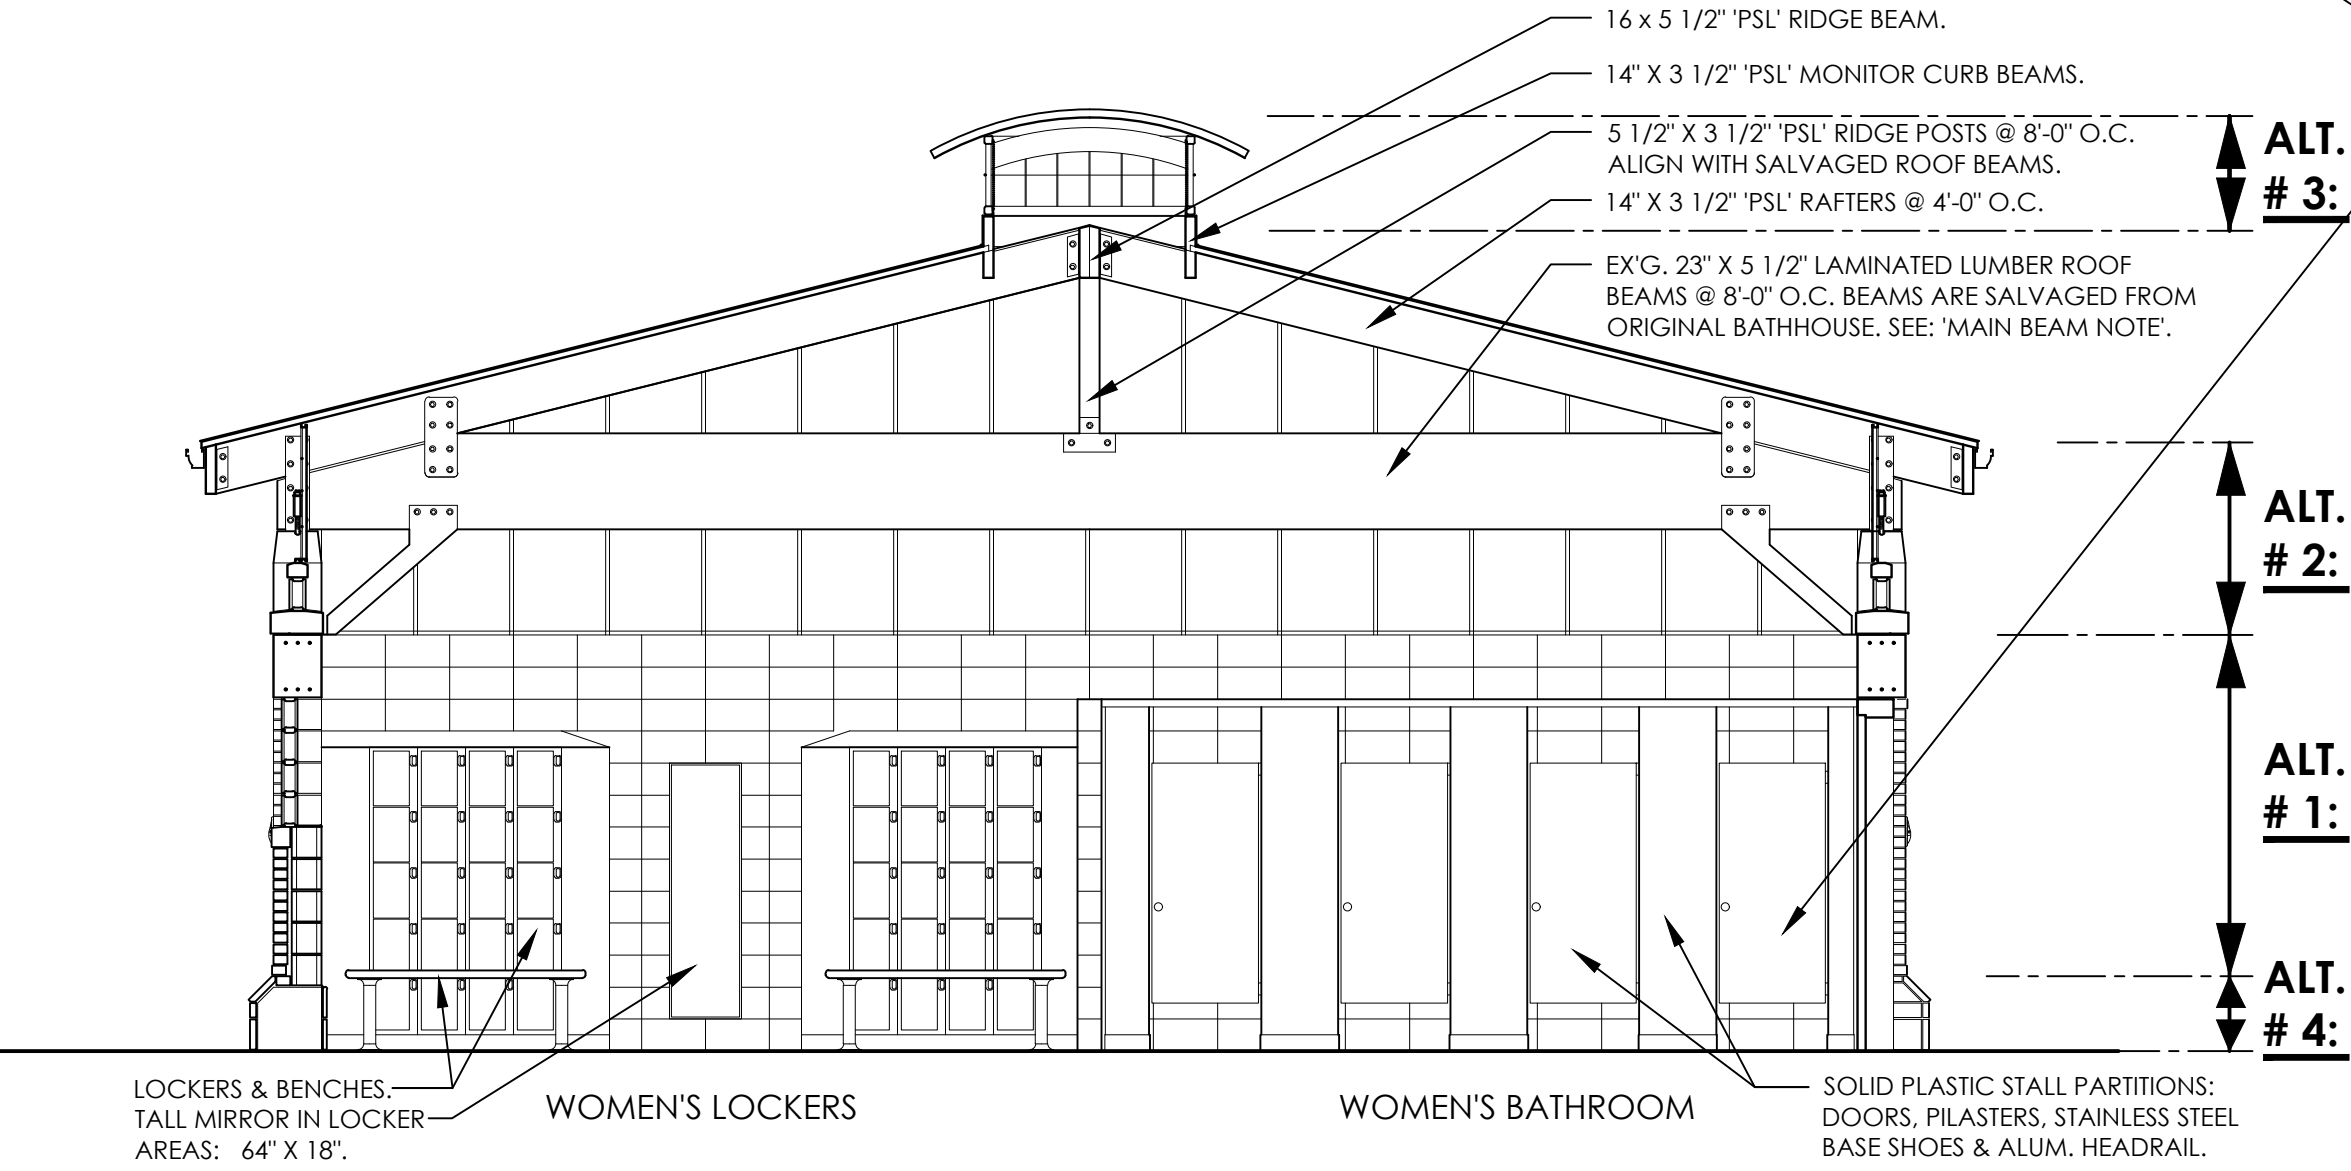 16 x 5 1/2" 'PSL' RIDGE BEAM.
14" X 3 1/2" 'PSL' MONITOR CURB BEAMS.
5 1/2" X 3 1/2" 'PSL' RIDGE POSTS @ 8'-0" O.C.
ALIGN WITH SALVAGED ROOF BEAMS.
14" X 3 1/2" 'PSL' RAFTERS @ 4'-0" O.C.
EX'G. 23" X 5 1/2" LAMINATED LUMBER ROOF
BEAMS @ 8'-0" O.C. BEAMS ARE SALVAGED FROM
ORIGINAL BATHHOUSE. SEE: 'MAIN BEAM NOTE'.
ALT.
# 3:
ALT.
# 2:
ALT.
# 1:
ALT.
# 4:
LOCKERS & BENCHES.
TALL MIRROR IN LOCKER
AREAS: 64" X 18".
WOMEN'S LOCKERS
WOMEN'S BATHROOM
SOLID PLASTIC STALL PARTITIONS:
DOORS, PILASTERS, STAINLESS STEEL
BASE SHOES & ALUM. HEADRAIL.